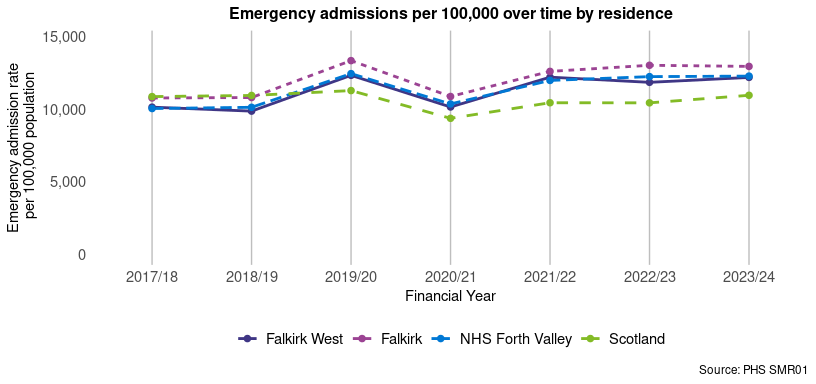 Emergency admissions per 100,000 over time by residence
Emergency admission rate
per 100,000 population
15,000
10,000
5,000
0
2017/18 2018/19 2019/20 2020/21 2021/22 2022/23 2023/24
Financial Year
Falkirk West Falkirk NHS Forth Valley Scotland
Source: PHS SMR01